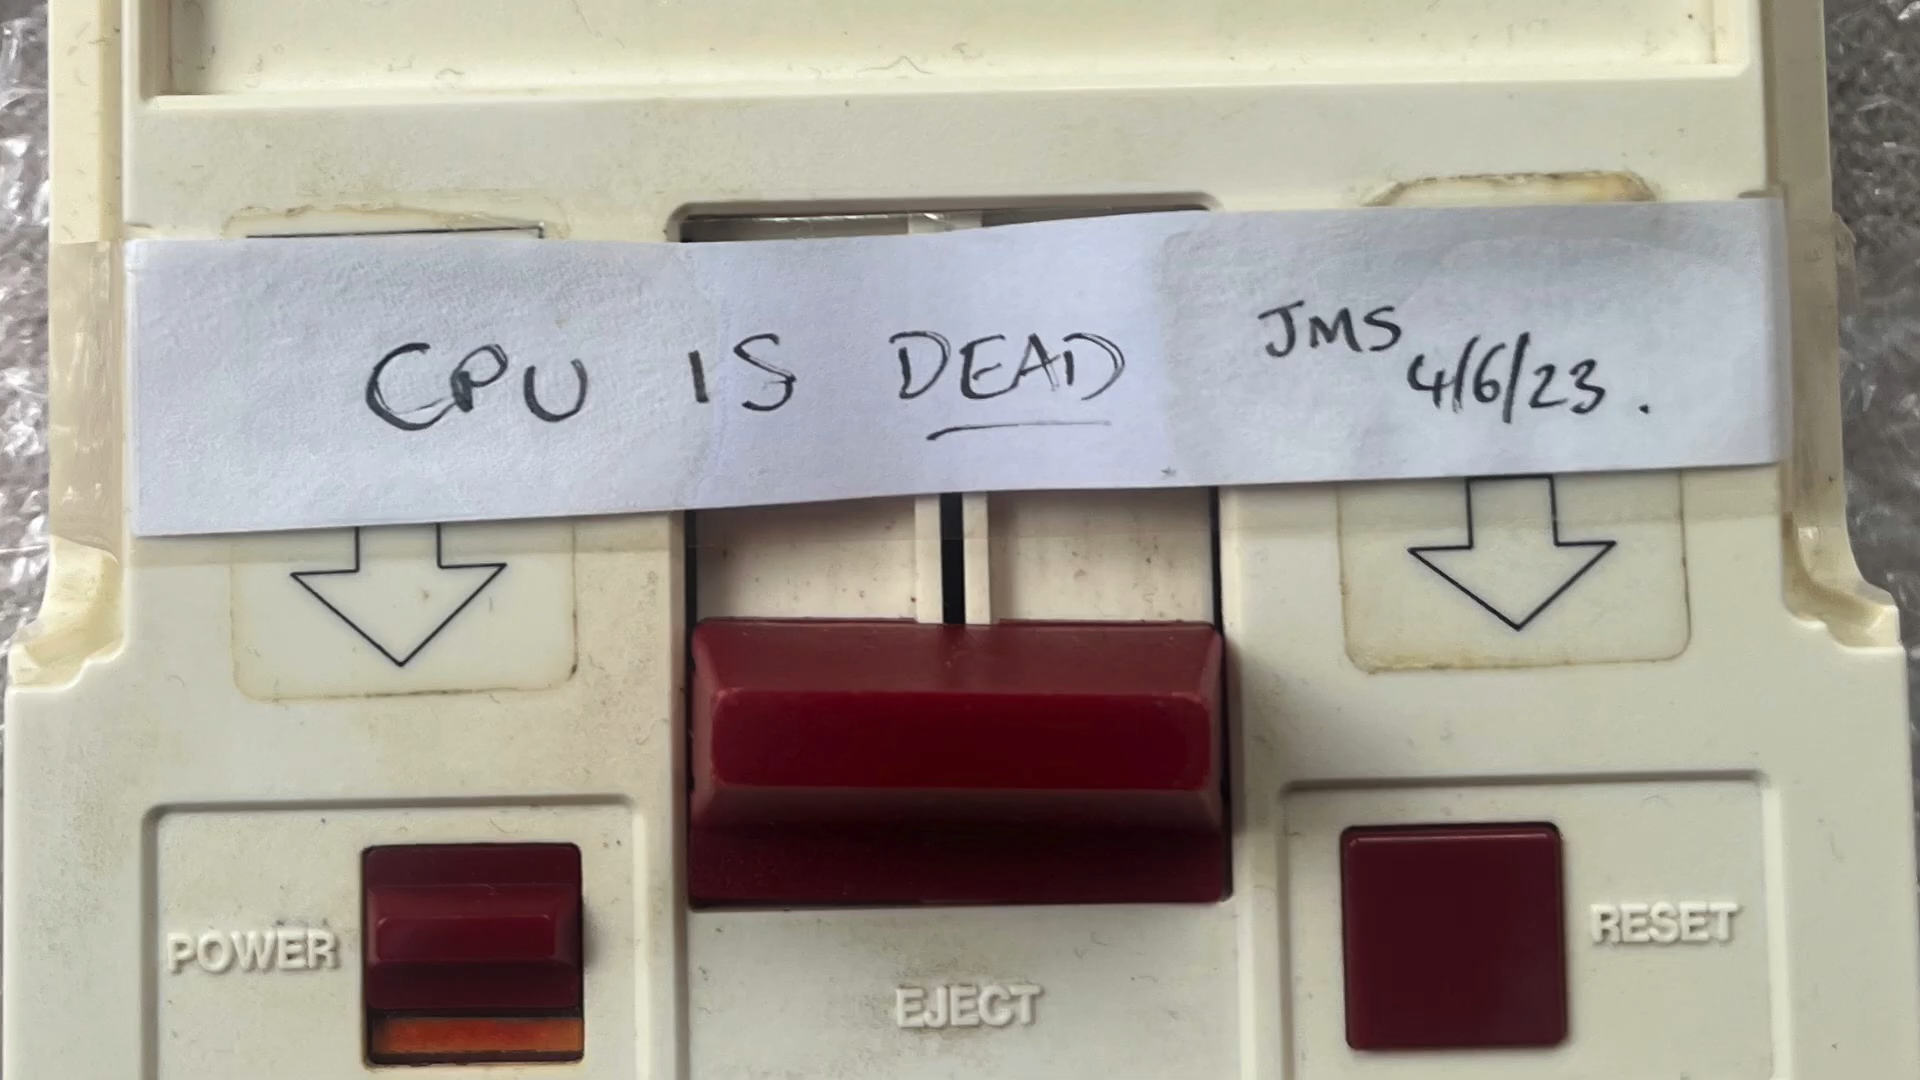 CPU IS DEAD JMS
4/6/23.
POWER
EJECT
RESET